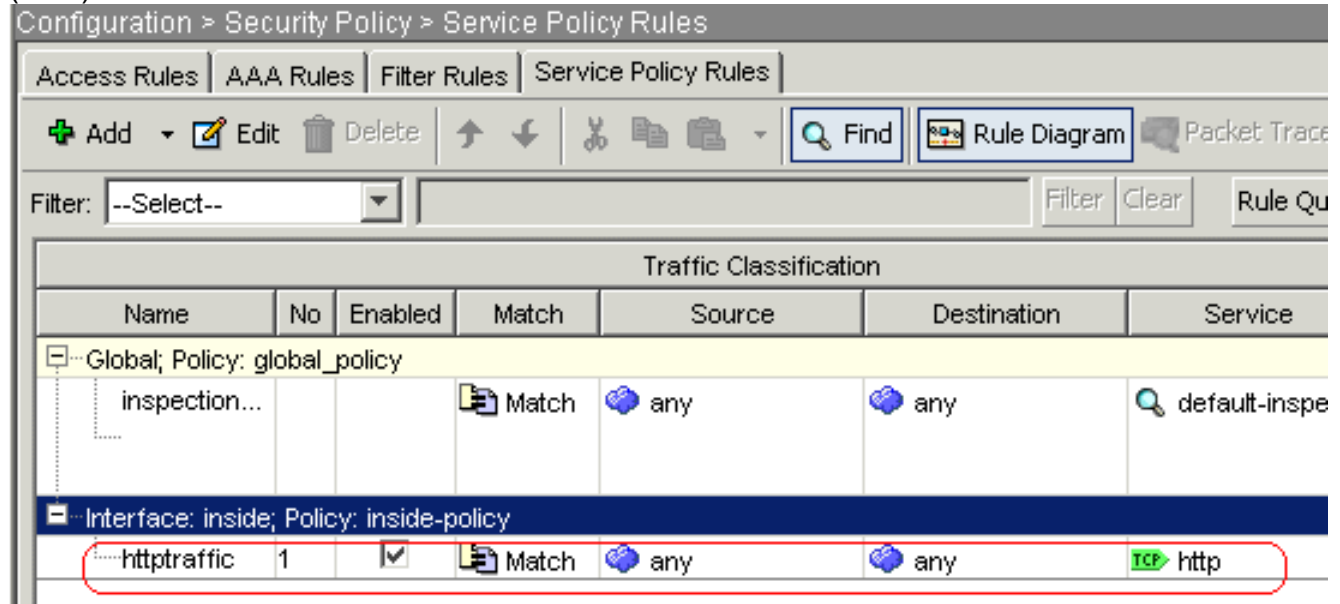 Configuration > Security Policy > Service Policy Rules
Access Rules AAA Rules Filter Rules Service Policy Rules
Add Edit Delete Find Rule Diagram Packet Trace
Filter: --Select-- Filter Clear Rule Qu
Traffic Classification
Name No Enabled Match Source Destination Service
Global; Policy: global_policy
inspection... Match any any default-inspe
Interface: inside; Policy: inside-policy
httptraffic 1 Match any any TCP http